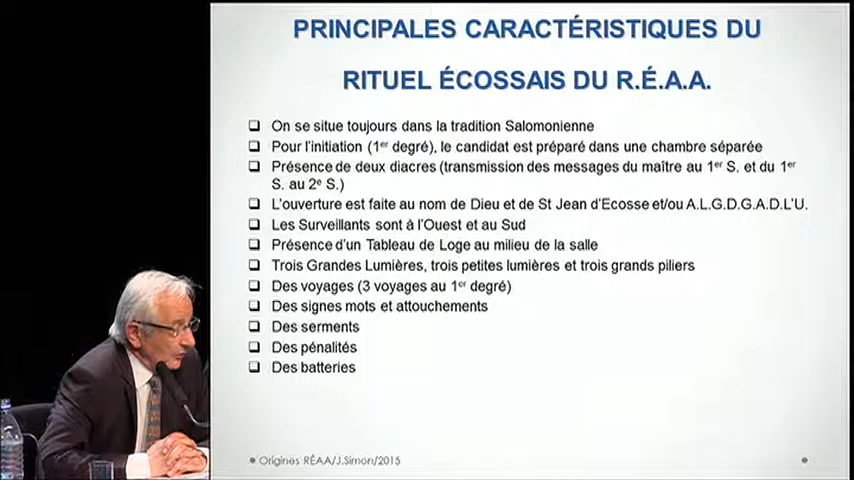 PRINCIPALES CARACTÉRISTIQUES DU
RITUEL ÉCOSSAIS DU R.É.A.A.
On se situe toujours dans la tradition Salomonienne
Pour l'initiation (1er degré), le candidat est préparé dans une chambre séparée
Présence de deux diacres (transmission des messages du maître au 1er S. et du 1er
S. au 2e S.)
L'ouverture est faite au nom de Dieu et de St Jean d'Ecosse et/ou A.L.G.D.G.A.D.L'U.
Les Surveillants sont à l'Ouest et au Sud
Présence d'un Tableau de Loge au milieu de la salle
Trois Grandes Lumières, trois petites lumières et trois grands piliers
Des voyages (3 voyages au 1er degré)
Des signes mots et attouchements
Des serments
Des pénalités
Des batteries
Origines RÉAA/J.Simon/2015